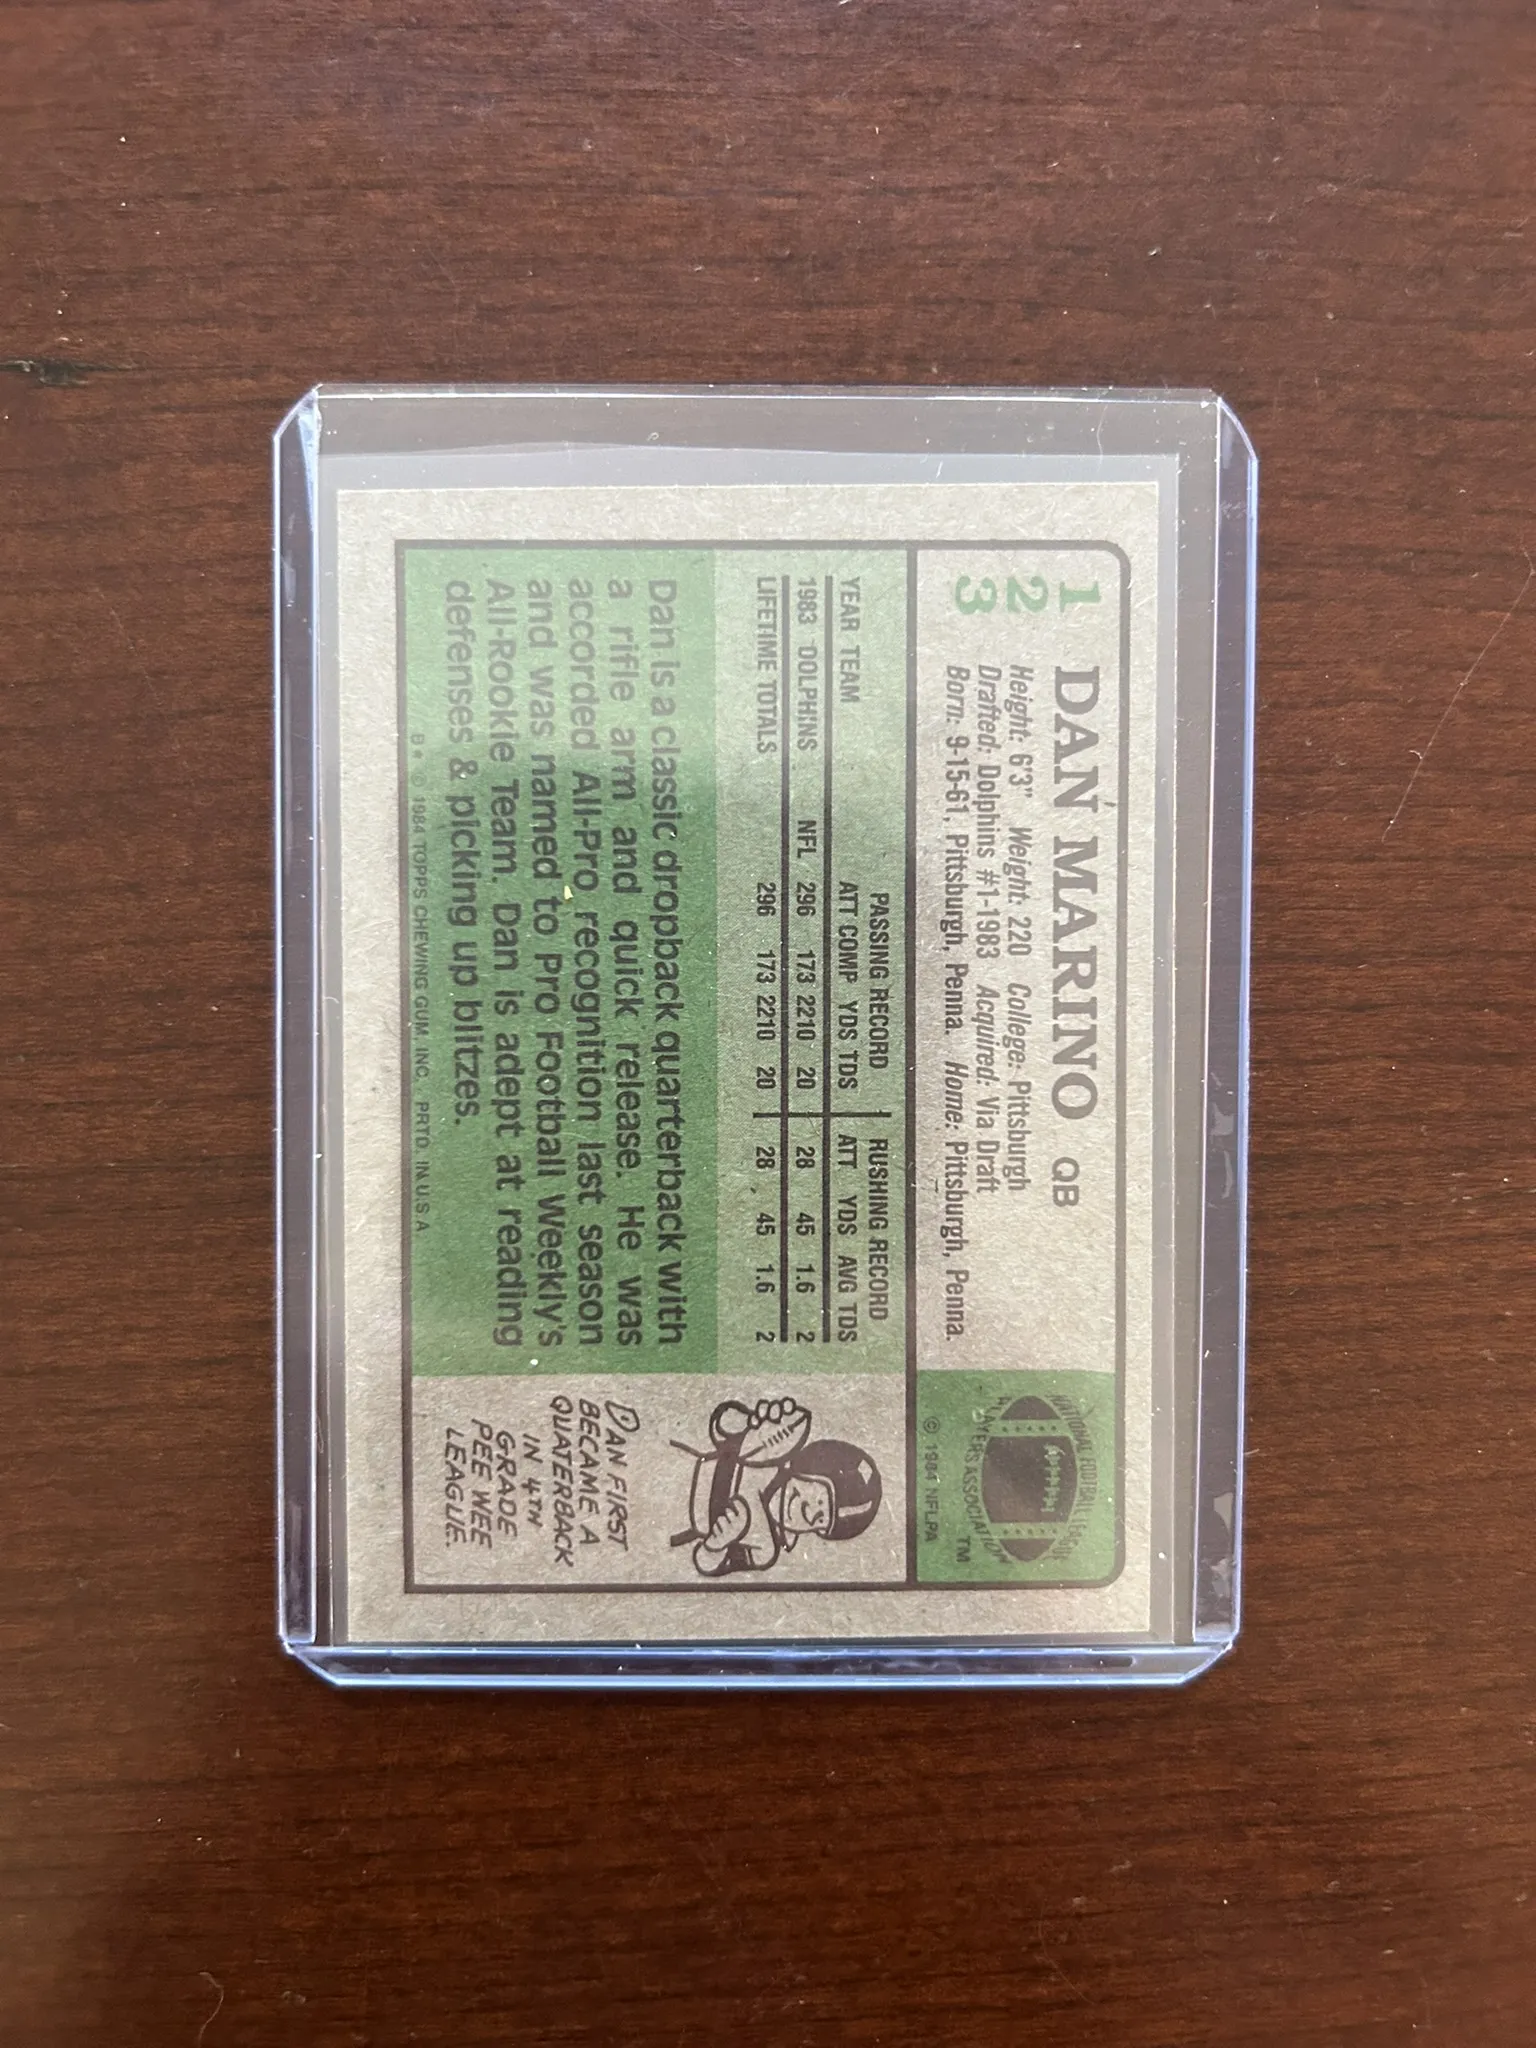 1
2
3
DAN MARINO QB
Height: 6'3" Weight: 220 College: Pittsburgh
Drafted: Dolphins #1-1983 Acquired: Via Draft
Born: 9-15-61, Pittsburgh, Penna. Home: Pittsburgh, Penna.
NATIONAL FOOTBALL LEAGUE
PLAYERS ASSOCIATION
TM
© 1984 NFLPA
PASSING RECORD RUSHING RECORD
YEAR TEAM ATT COMP YDS TDS ATT YDS AVG TDS
1983 DOLPHINS NFL 296 173 2210 20 28 45 1.6 2
LIFETIME TOTALS 296 173 2210 20 28 45 1.6 2
Dan is a classic dropback quarterback with
a rifle arm and quick release. He was
accorded All-Pro recognition last season
and was named to Pro Football Weekly's
All-Rookie Team. Dan is adept at reading
defenses & picking up blitzes.
B* © 1984 TOPPS CHEWING GUM, INC. PRTD. IN U.S.A
DAN FIRST
BECAME A
QUATERBACK
IN 4TH
GRADE
PEE WEE
LEAGUE.